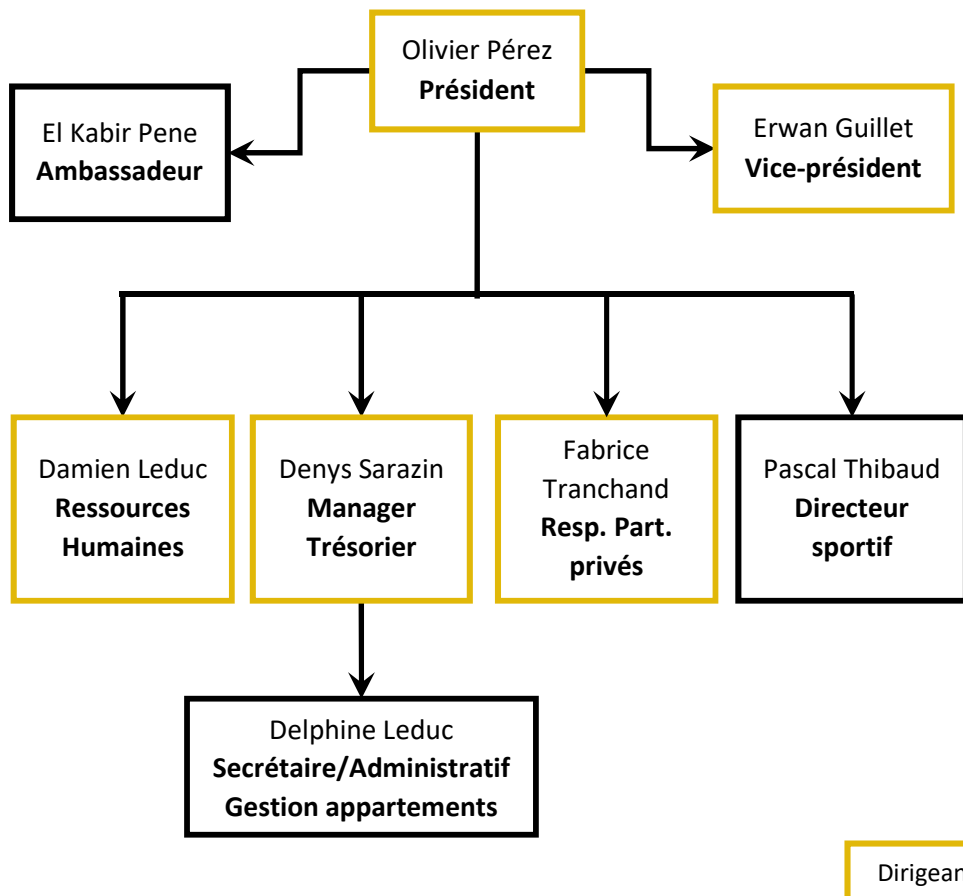 Olivier Pérez
Président
El Kabir Pene
Ambassadeur
Erwan Guillet
Vice-président
Damien Leduc
Ressources
Humaines
Denys Sarazin
Manager
Trésorier
Fabrice
Tranchand
Resp. Part.
privés
Pascal Thibaud
Directeur
sportif
Delphine Leduc
Secrétaire/Administratif
Gestion appartements